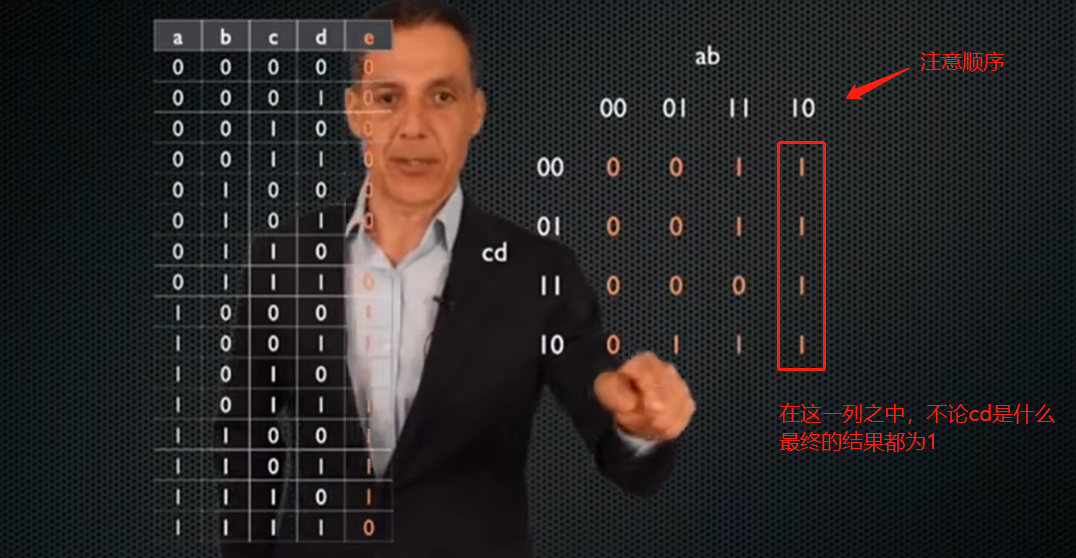 a b c d e
0 0 0 0 0
0 0 0 1 0
0 0 1 0 0
0 0 1 1 0
0 1 0 0 0
0 1 0 1 0
0 1 1 0
0 1 1 1 0
1 0 0 0 1
1 0 0 1 1
1 0 1 0
1 0 1 1 1
1 1 0 0 1
1 1 0 1 1
1 1 1 0 1
1 1 1 1 0
ab
注意顺序
00 01 11 10
00 0 0 1 1
01 0 0 1 1
cd
11 0 0 0 1
10 0 1 1 1
在这一列之中，不论cd是什么
最终的结果都为1